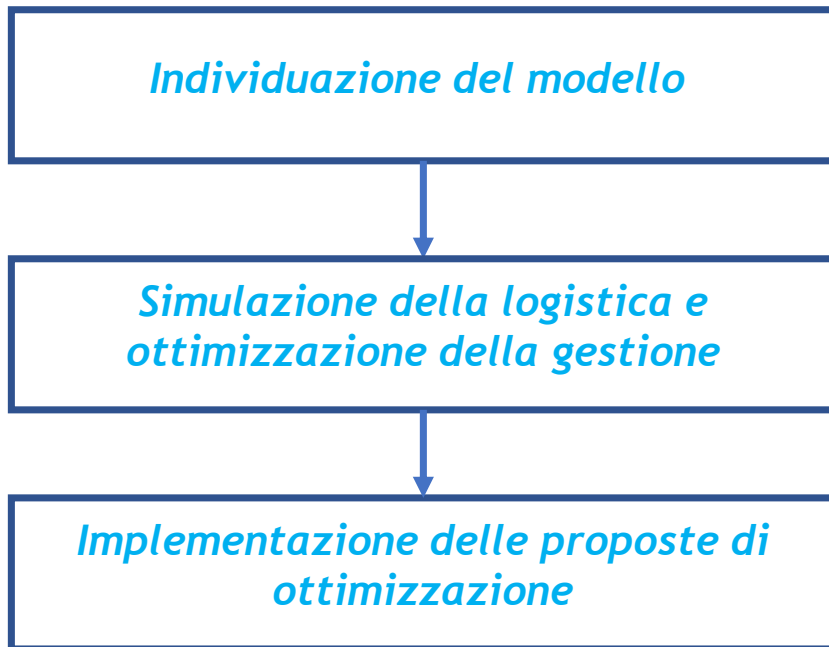 Individuazione del modello
Simulazione della logistica e
ottimizzazione della gestione
Implementazione delle proposte di
ottimizzazione